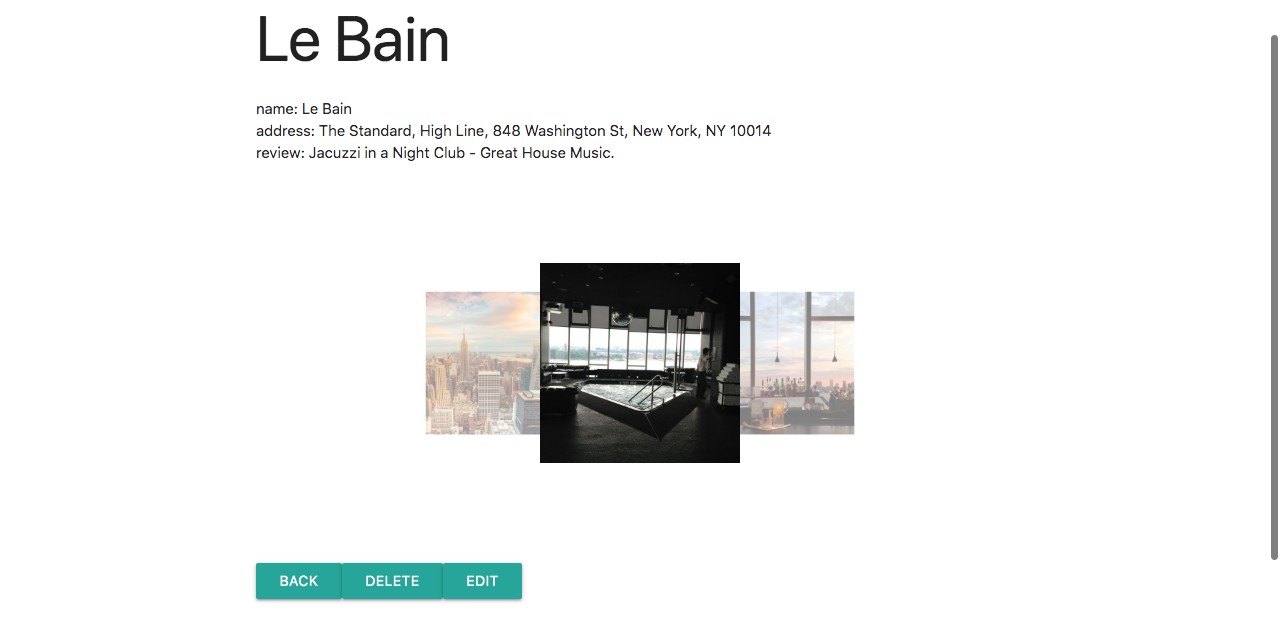 Le Bain
name: Le Bain
address: The Standard, High Line, 848 Washington St, New York, NY 10014
review: Jacuzzi in a Night Club - Great House Music.
BACK DELETE EDIT